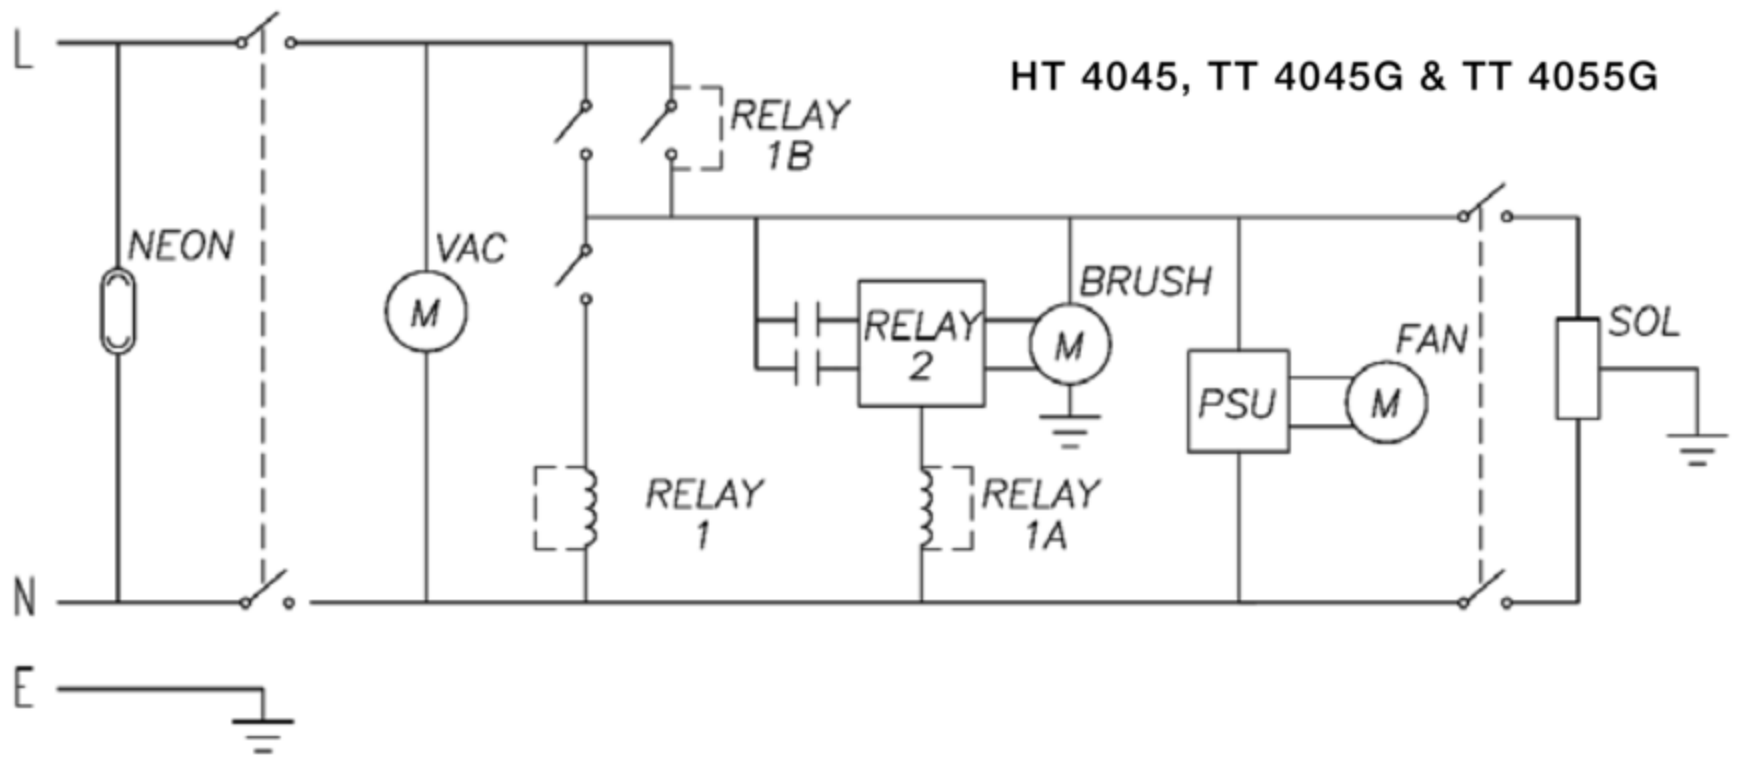 L
HT 4045, TT 4045G & TT 4055G
RELAY
1B
NEON
VAC
M
BRUSH
M
RELAY
2
FAN
M
SOL
PSU
RELAY
1
RELAY
1A
N
E